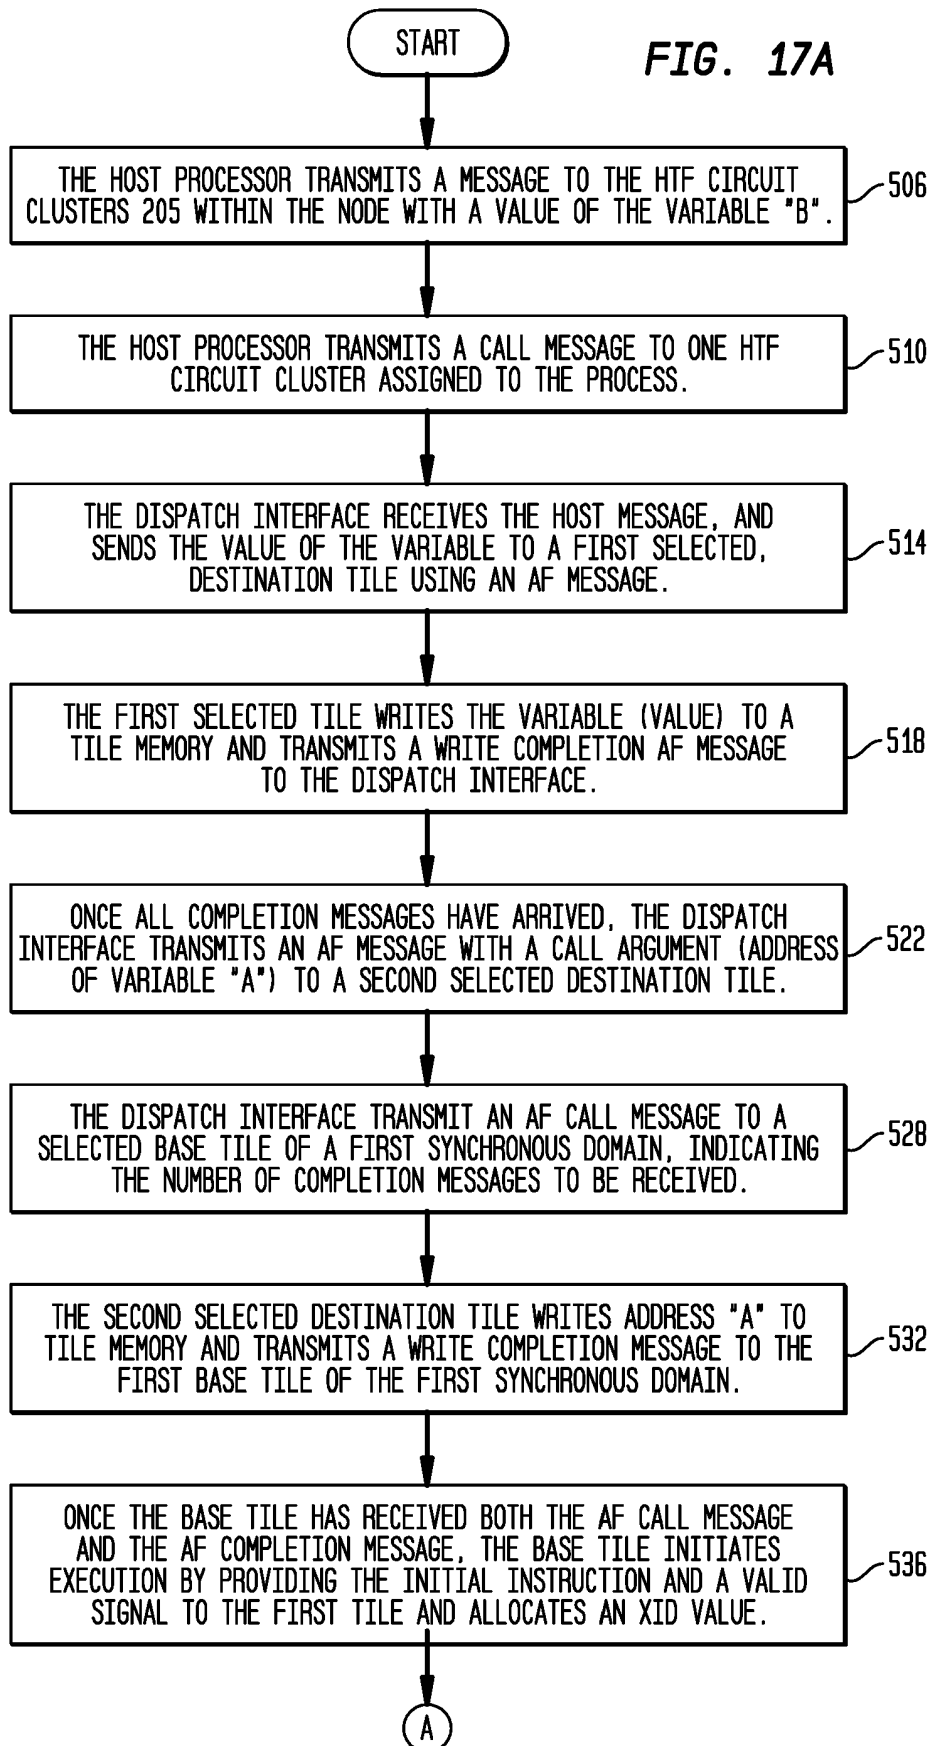 START
FIG. 17A
THE HOST PROCESSOR TRANSMITS A MESSAGE TO THE HTF CIRCUIT
CLUSTERS 205 WITHIN THE NODE WITH A VALUE OF THE VARIABLE "B".
506
THE HOST PROCESSOR TRANSMITS A CALL MESSAGE TO ONE HTF
CIRCUIT CLUSTER ASSIGNED TO THE PROCESS.
510
THE DISPATCH INTERFACE RECEIVES THE HOST MESSAGE, AND
SENDS THE VALUE OF THE VARIABLE TO A FIRST SELECTED,
DESTINATION TILE USING AN AF MESSAGE.
514
THE FIRST SELECTED TILE WRITES THE VARIABLE (VALUE) TO A
TILE MEMORY AND TRANSMITS A WRITE COMPLETION AF MESSAGE
TO THE DISPATCH INTERFACE.
518
ONCE ALL COMPLETION MESSAGES HAVE ARRIVED, THE DISPATCH
INTERFACE TRANSMITS AN AF MESSAGE WITH A CALL ARGUMENT (ADDRESS
OF VARIABLE "A") TO A SECOND SELECTED DESTINATION TILE.
522
THE DISPATCH INTERFACE TRANSMIT AN AF CALL MESSAGE TO A
SELECTED BASE TILE OF A FIRST SYNCHRONOUS DOMAIN, INDICATING
THE NUMBER OF COMPLETION MESSAGES TO BE RECEIVED.
528
THE SECOND SELECTED DESTINATION TILE WRITES ADDRESS "A" TO
TILE MEMORY AND TRANSMITS A WRITE COMPLETION MESSAGE TO THE
FIRST BASE TILE OF THE FIRST SYNCHRONOUS DOMAIN.
532
ONCE THE BASE TILE HAS RECEIVED BOTH THE AF CALL MESSAGE
AND THE AF COMPLETION MESSAGE, THE BASE TILE INITIATES
EXECUTION BY PROVIDING THE INITIAL INSTRUCTION AND A VALID
SIGNAL TO THE FIRST TILE AND ALLOCATES AN XID VALUE.
536
A